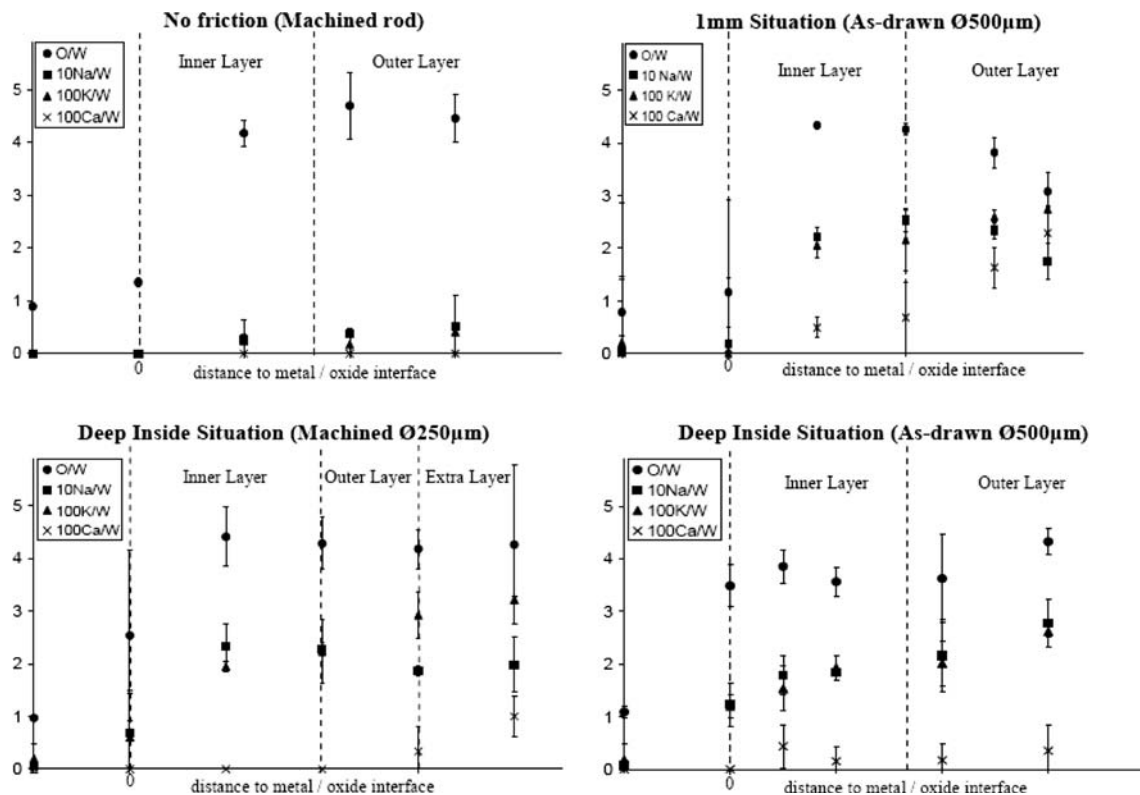 No friction (Machined rod)
O/W
10Na/W
100K/W
100Ca/W
Inner Layer
Outer Layer
5
4
3
2
1
0
0
distance to metal / oxide interface
1mm Situation (As-drawn Ø500µm)
O/W
10 Na/W
100 K/W
100 Ca/W
Inner Layer
Outer Layer
5
4
3
2
1
0
0
distance to metal / oxide interface
Deep Inside Situation (Machined Ø250µm)
O/W
10Na/W
100K/W
100Ca/W
Inner Layer
Outer Layer
Extra Layer
5
4
3
2
1
0
0
distance to metal / oxide interface
Deep Inside Situation (As-drawn Ø500µm)
O/W
10Na/W
100K/W
100Ca/W
Inner Layer
Outer Layer
5
4
3
2
1
0
0
distance to metal / oxide interface